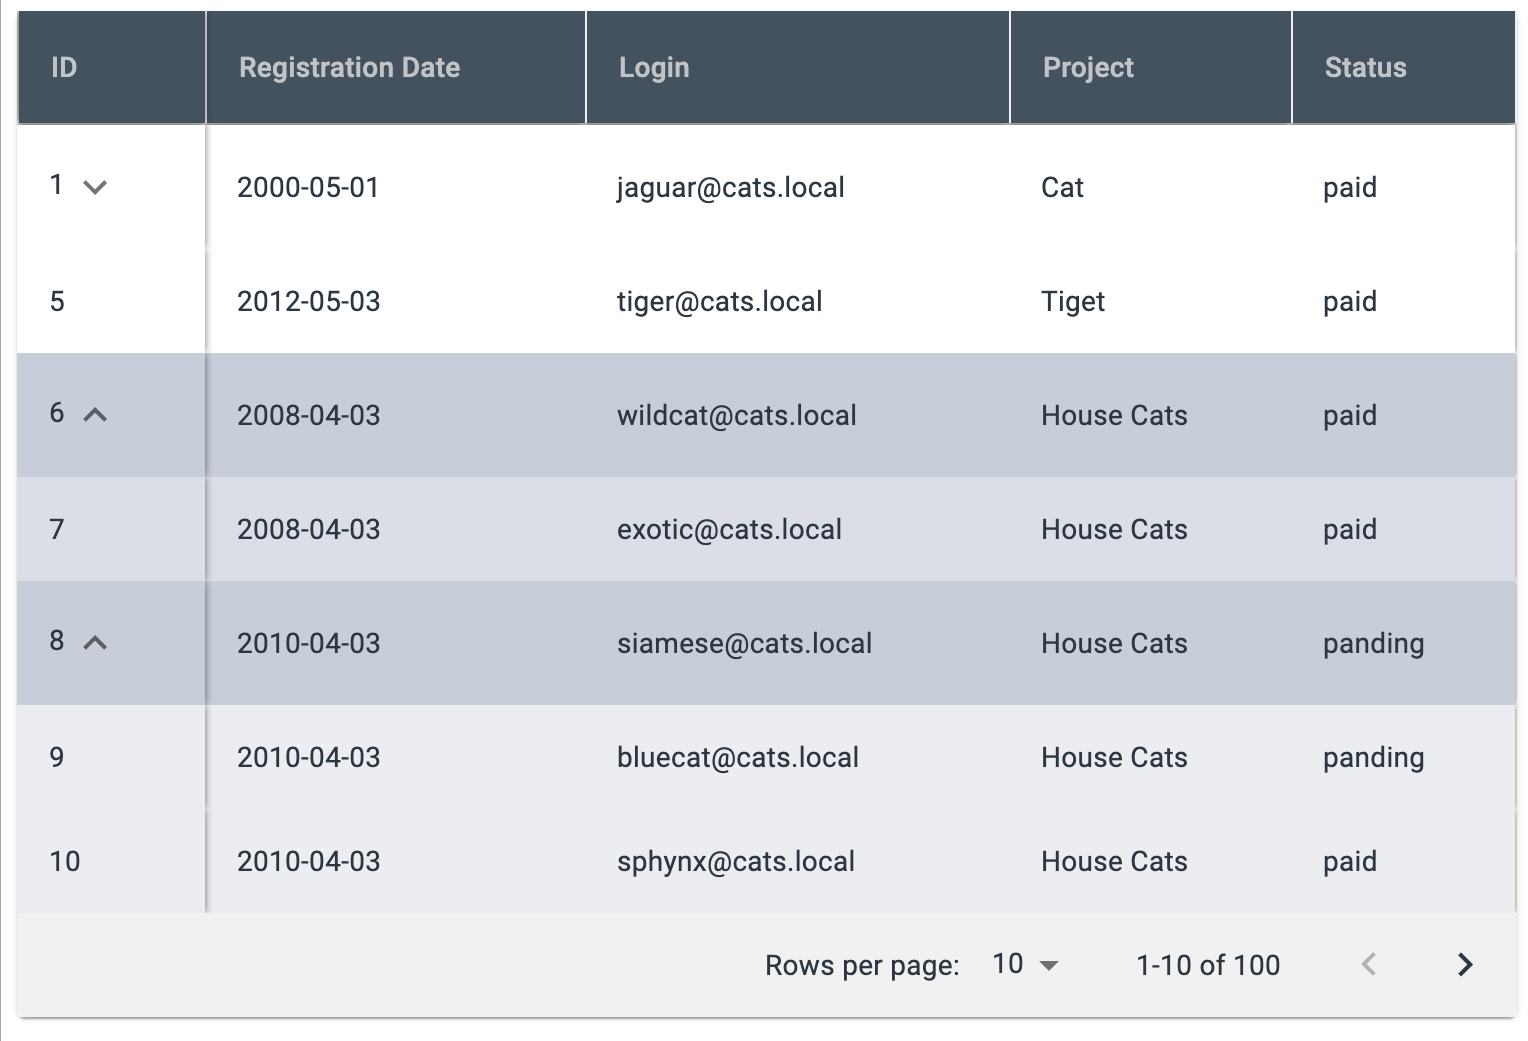 ID Registration Date Login Project Status
1 2000-05-01 jaguar@cats.local Cat paid
5 2012-05-03 tiger@cats.local Tiget paid
6 2008-04-03 wildcat@cats.local House Cats paid
7 2008-04-03 exotic@cats.local House Cats paid
8 2010-04-03 siamese@cats.local House Cats panding
9 2010-04-03 bluecat@cats.local House Cats panding
10 2010-04-03 sphynx@cats.local House Cats paid
Rows per page: 10 1-10 of 100